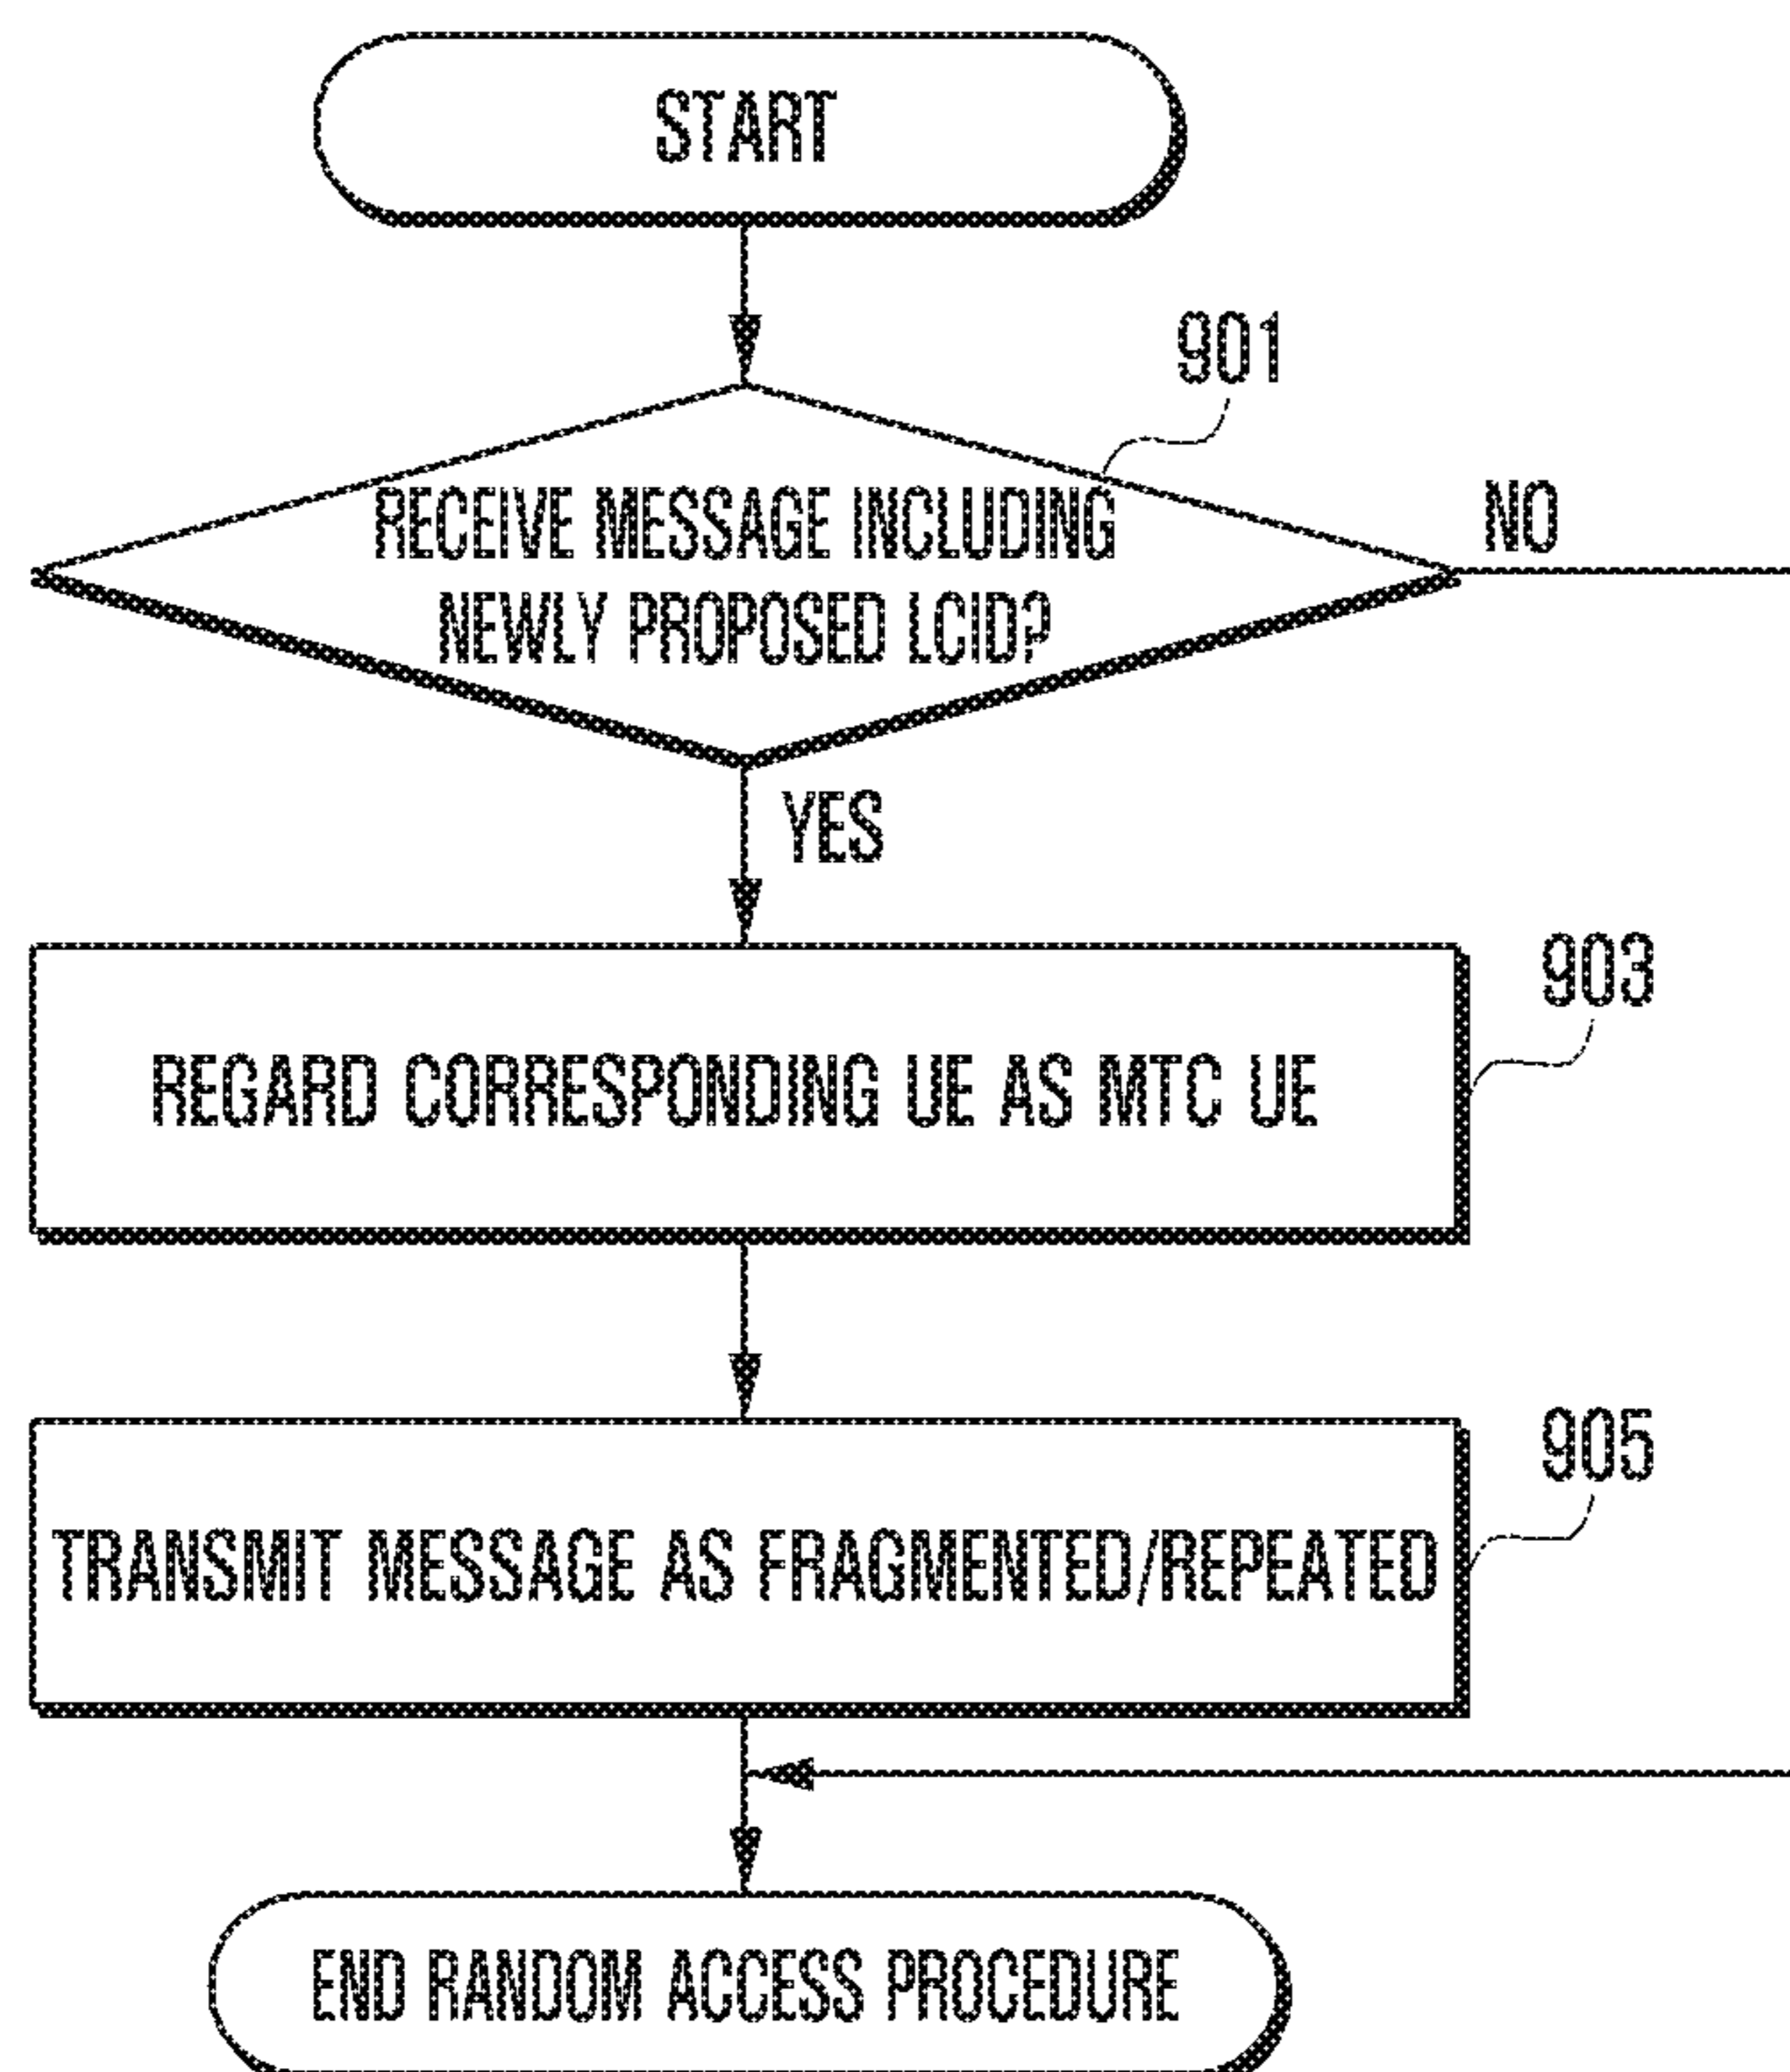 START
901
RECEIVE MESSAGE INCLUDING
NEWLY PROPOSED LCID?
NO
YES
903
REGARD CORRESPONDING UE AS MTC UE
905
TRANSMIT MESSAGE AS FRAGMENTED/REPEATED
END RANDOM ACCESS PROCEDURE